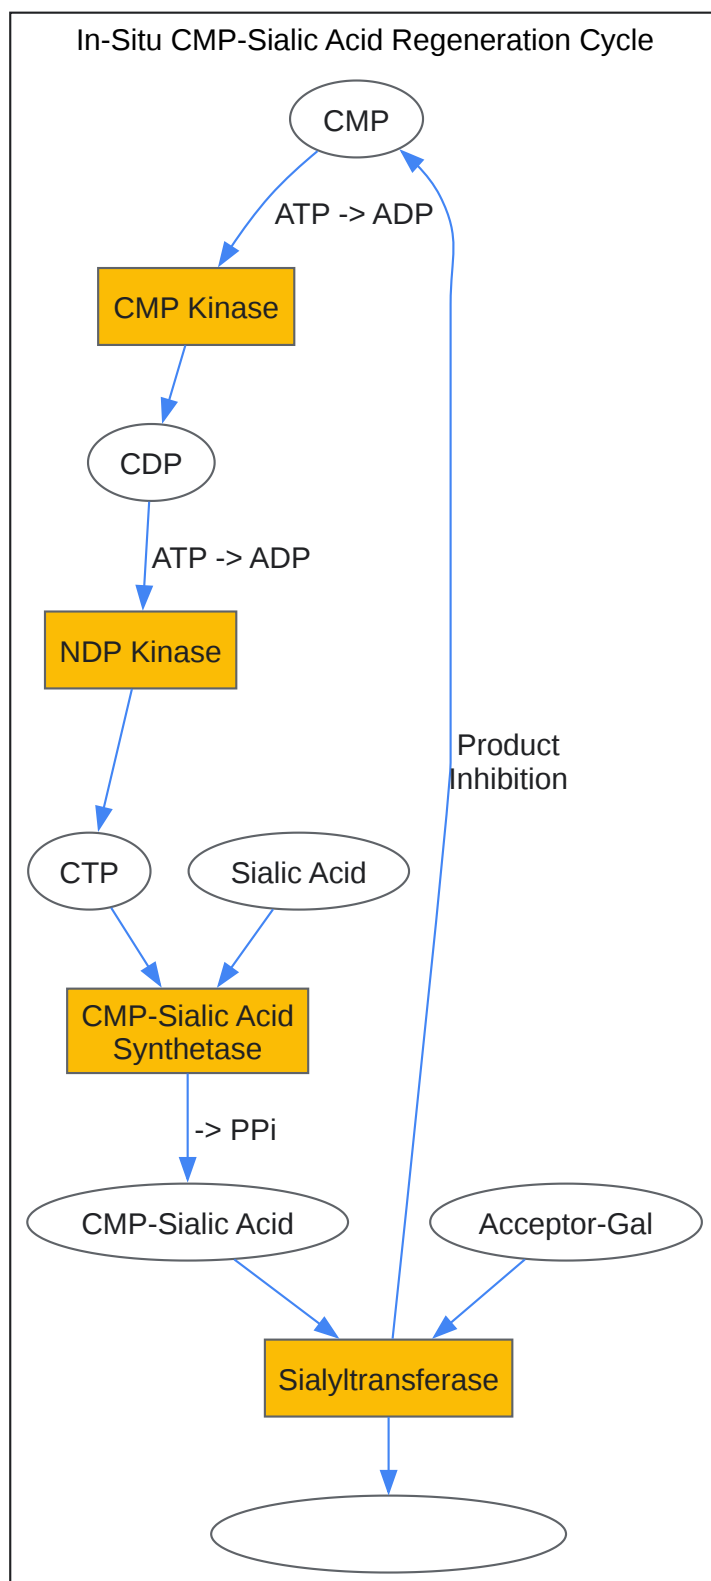 In-Situ CMP-Sialic Acid Regeneration Cycle
CMP
ATP -> ADP
CMP Kinase
CDP
ATP -> ADP
NDP Kinase
Product
Inhibition
CTP
Sialic Acid
CMP-Sialic Acid
Synthetase
-> PPi
CMP-Sialic Acid
Acceptor-Gal
Sialyltransferase